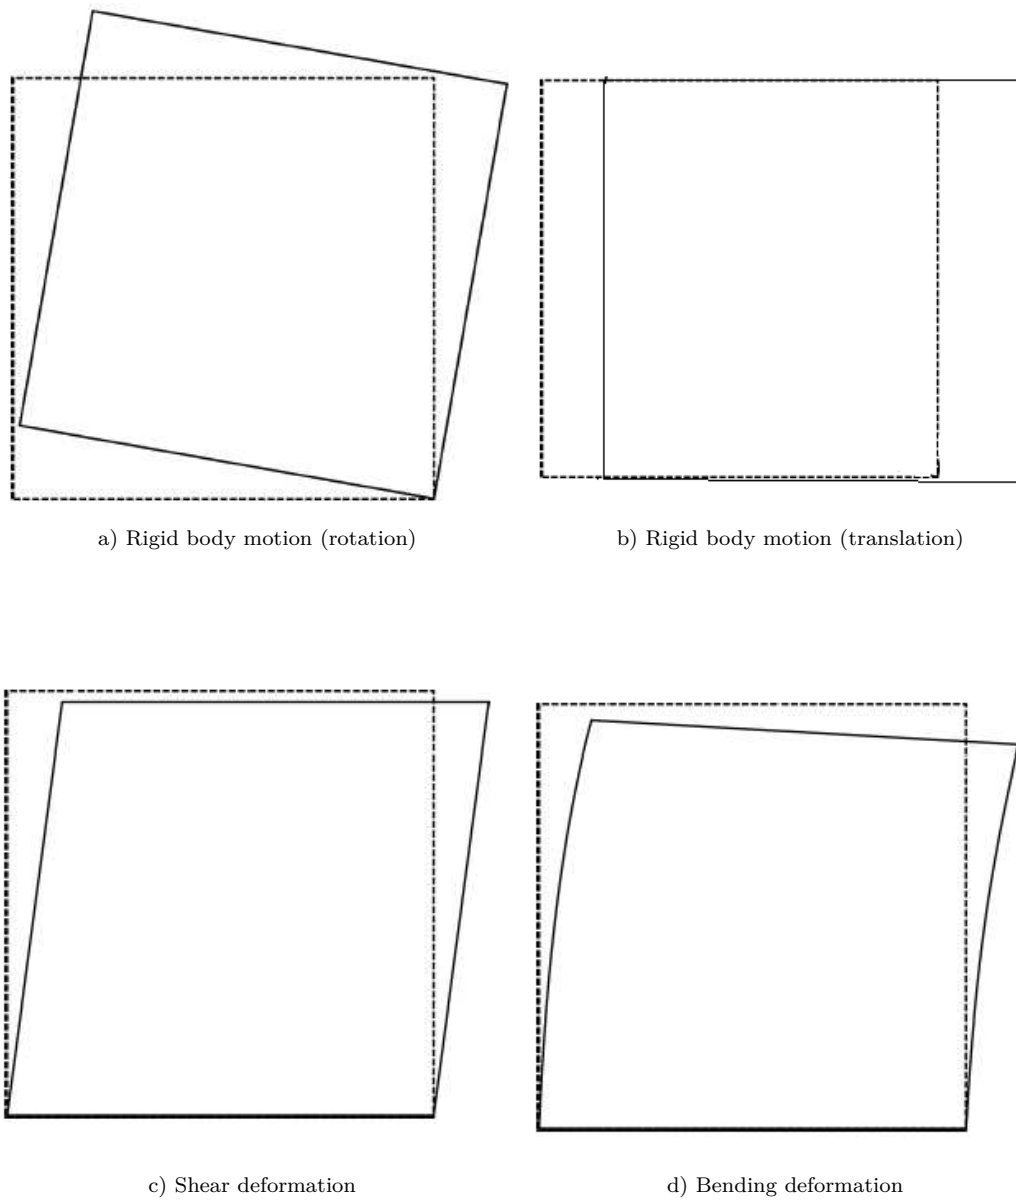 a) Rigid body motion (rotation)
b) Rigid body motion (translation)
c) Shear deformation
d) Bending deformation